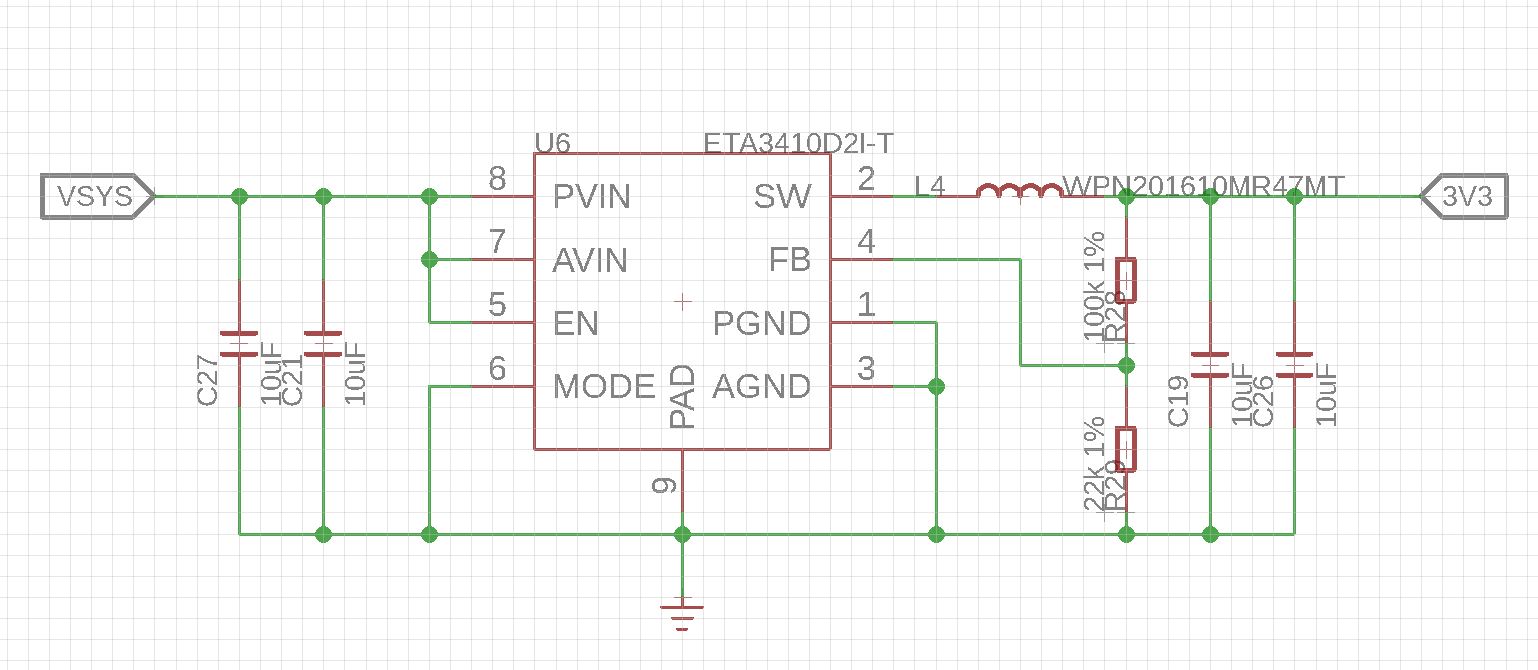 U6
ETA3410D2I-T
VSYS
8
PVIN
SW
2
L4
WPN201610MR47MT
3V3
7
AVIN
FB
4
5
EN
PGND
1
6
MODE
AGND
3
PAD
9
C27
10uF
C21
10uF
100k 1%
R28
22k 1%
R29
C19
10uF
C26
10uF